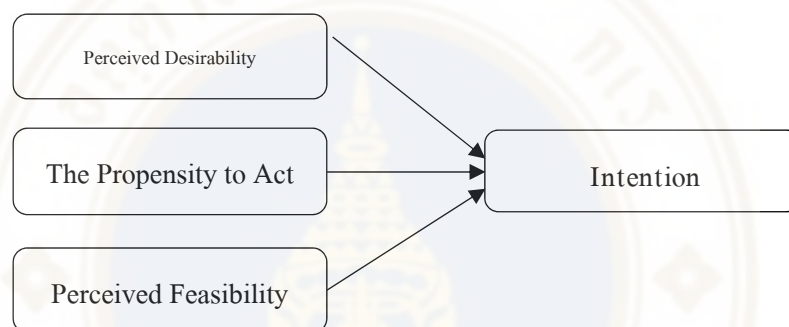 Perceived Desirability
The Propensity to Act
Intention
Perceived Feasibility